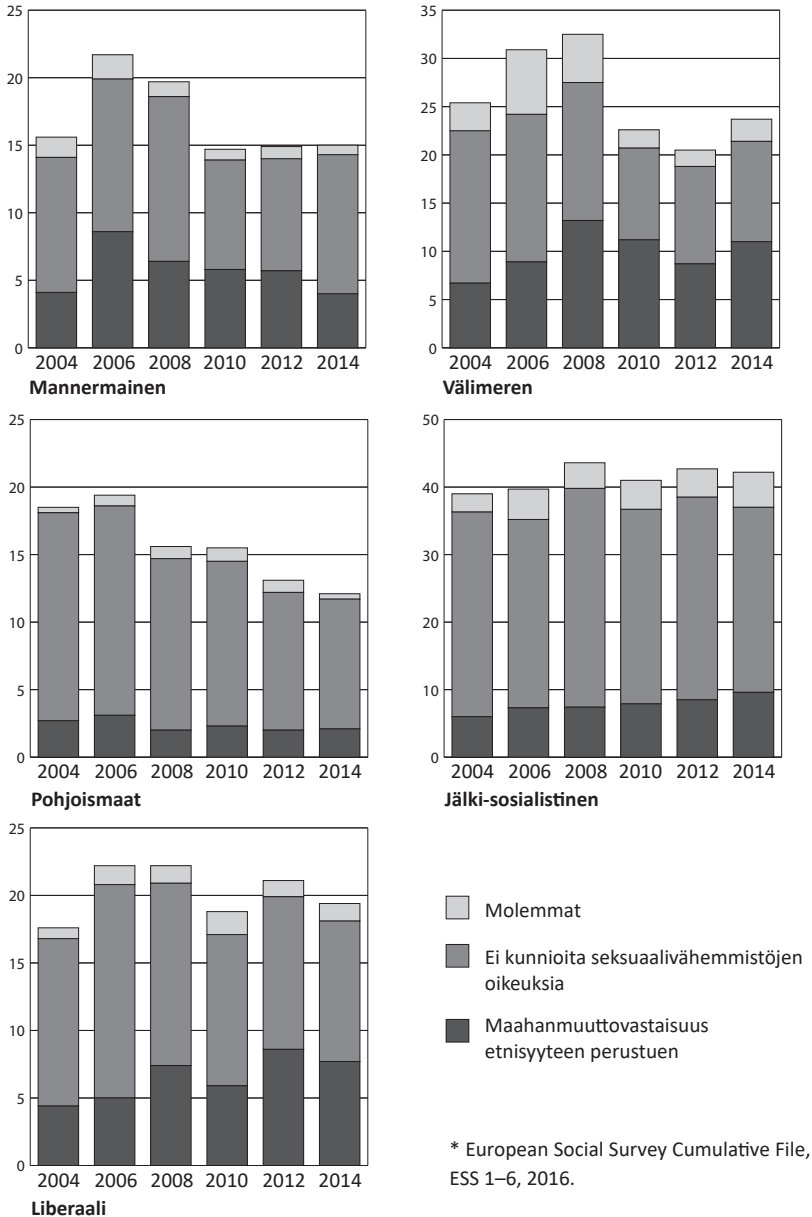 25
20
15
10
5
0
2004 2006 2008 2010 2012 2014
Mannermainen
35
30
25
20
15
10
5
0
2004 2006 2008 2010 2012 2014
Välimeren
25
20
15
10
5
0
2004 2006 2008 2010 2012 2014
Pohjoismaat
50
40
30
20
10
0
2004 2006 2008 2010 2012 2014
Jälki-sosialistinen
25
20
15
10
5
0
2004 2006 2008 2010 2012 2014
Liberaali
Molemmat
Ei kunnioita seksuaalivähemmistöjen
oikeuksia
Maahanmuuttovastaisuus
etnisyyteen perustuen
* European Social Survey Cumulative File,
ESS 1–6, 2016.